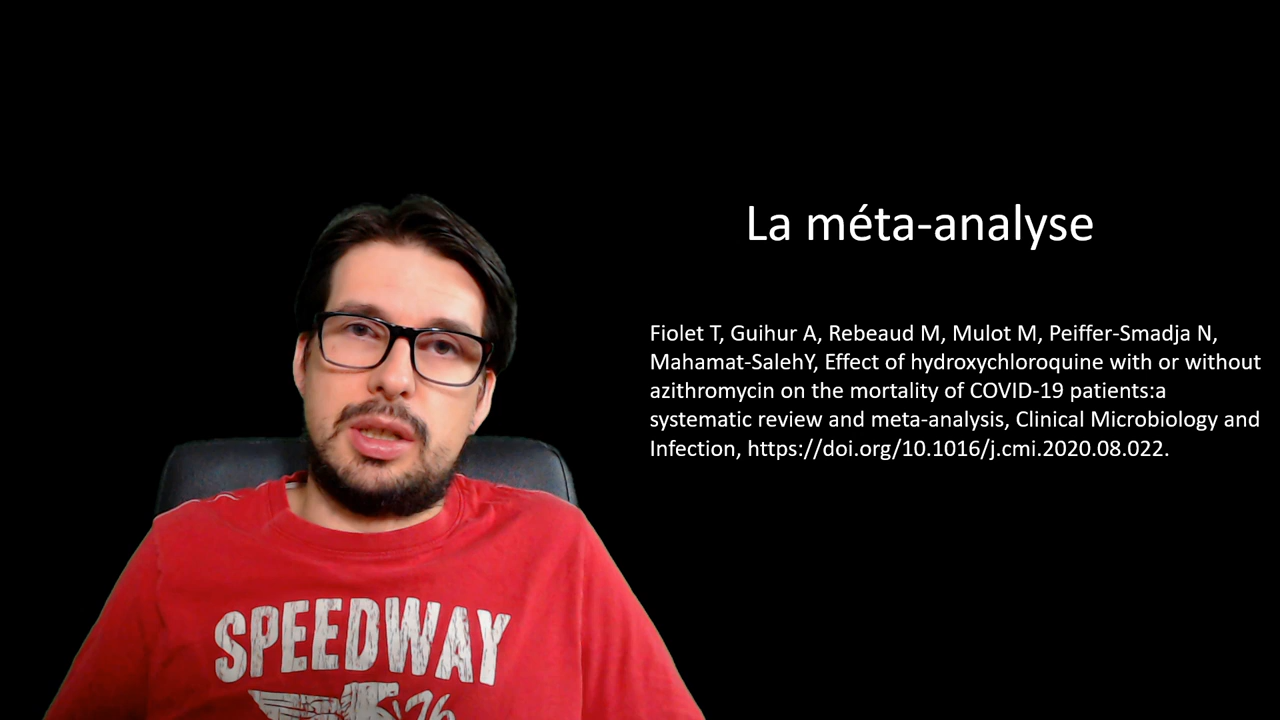 La méta-analyse
Fiolet T, Guihur A, Rebeaud M, Mulot M, Peiffer-Smadja N,
Mahamat-SalehY, Effect of hydroxychloroquine with or without
azithromycin on the mortality of COVID-19 patients:a
systematic review and meta-analysis, Clinical Microbiology and
Infection, https://doi.org/10.1016/j.cmi.2020.08.022.
SPEEDWAY
'76